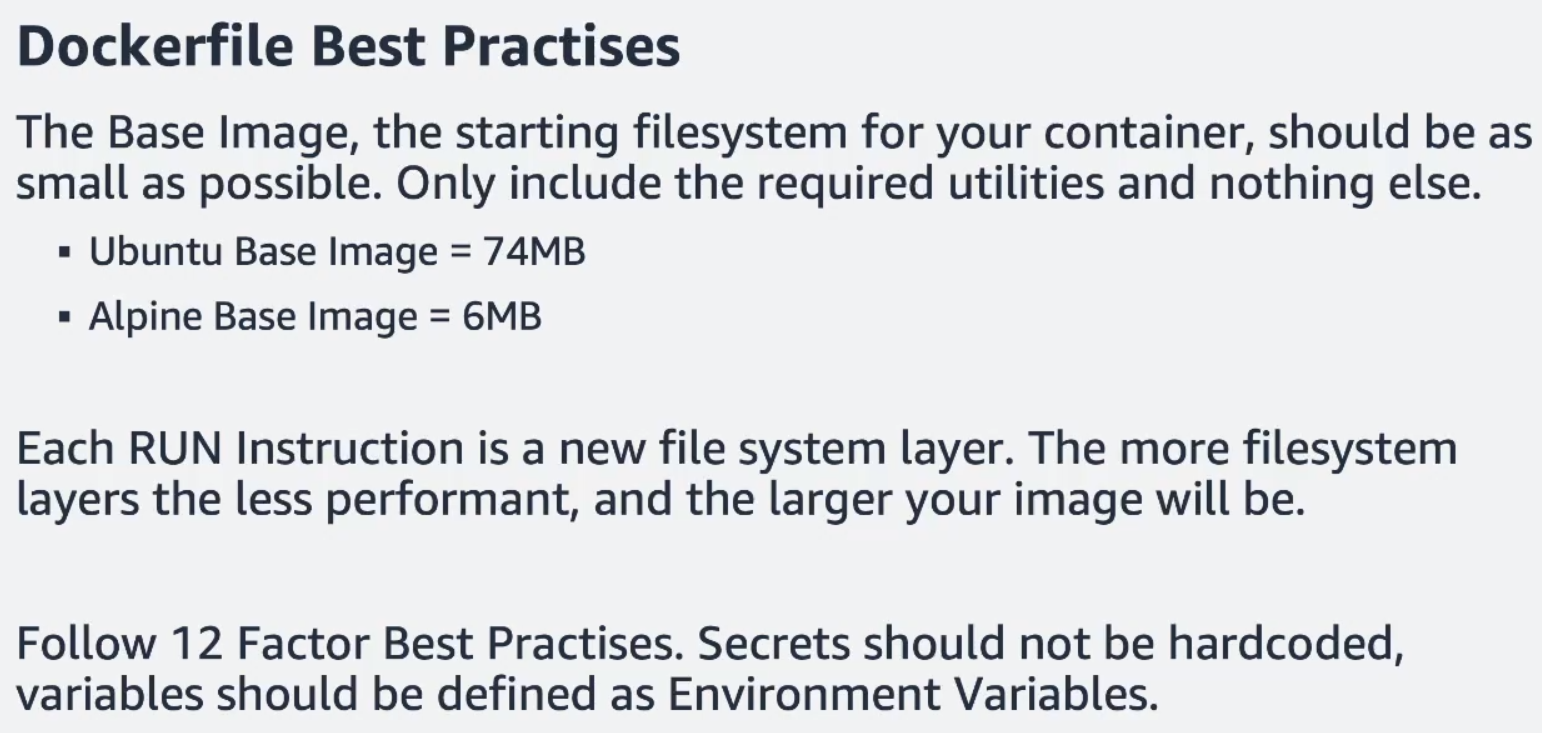 Dockerfile Best Practises
The Base Image, the starting filesystem for your container, should be as
small as possible. Only include the required utilities and nothing else.
▪ Ubuntu Base Image = 74MB
▪ Alpine Base Image = 6MB
Each RUN Instruction is a new file system layer. The more filesystem
layers the less performant, and the larger your image will be.
Follow 12 Factor Best Practises. Secrets should not be hardcoded,
variables should be defined as Environment Variables.